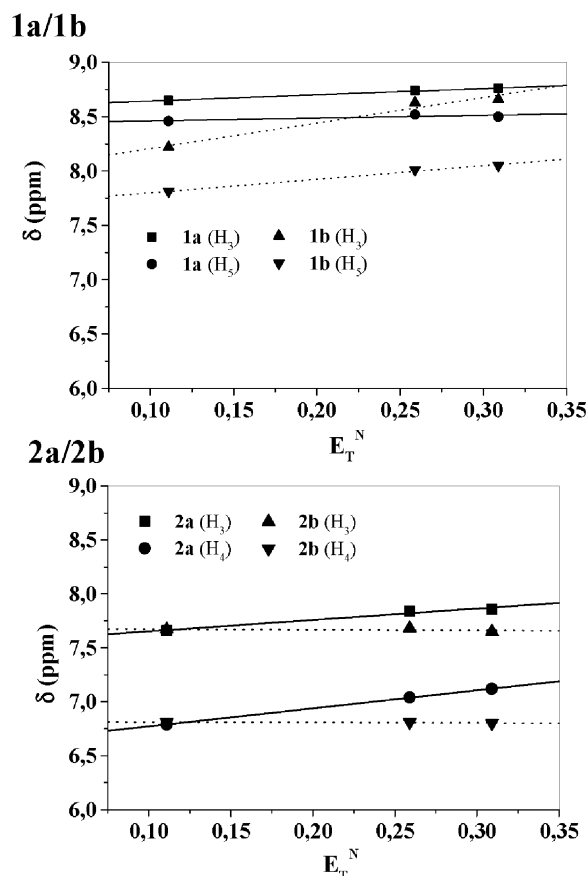 1a/1b
9,0
8,5
8,0
7,5
7,0
6,5
6,0
δ (ppm)
1a (H₃) 1b (H₃)
1a (H₅) 1b (H₅)
0,10 0,15 0,20 0,25 0,30 0,35
E_T^N
2a/2b
9,0
8,5
8,0
7,5
7,0
6,5
6,0
δ (ppm)
2a (H₃) 2b (H₃)
2a (H₄) 2b (H₄)
0,10 0,15 0,20 0,25 0,30 0,35
E_T^N